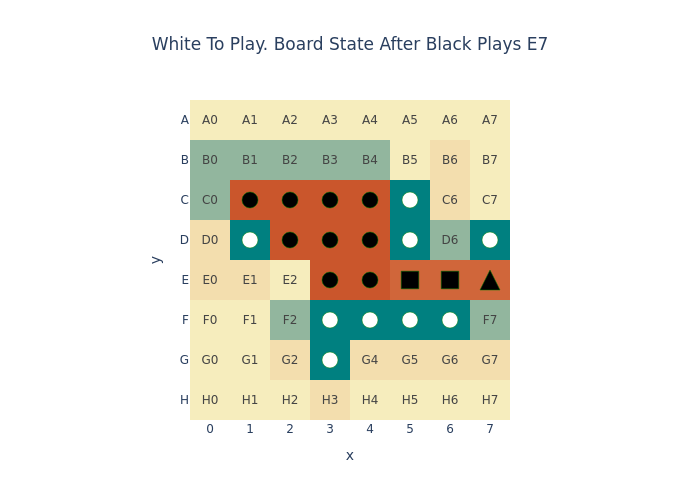 White To Play. Board State After Black Plays E7
A A0 A1 A2 A3 A4 A5 A6 A7
B B0 B1 B2 B3 B4 B5 B6 B7
C C0 C6 C7
D D0 D6
y
E E0 E1 E2
F F0 F1 F2 F7
G G0 G1 G2 G4 G5 G6 G7
H H0 H1 H2 H3 H4 H5 H6 H7
0 1 2 3 4 5 6 7
x